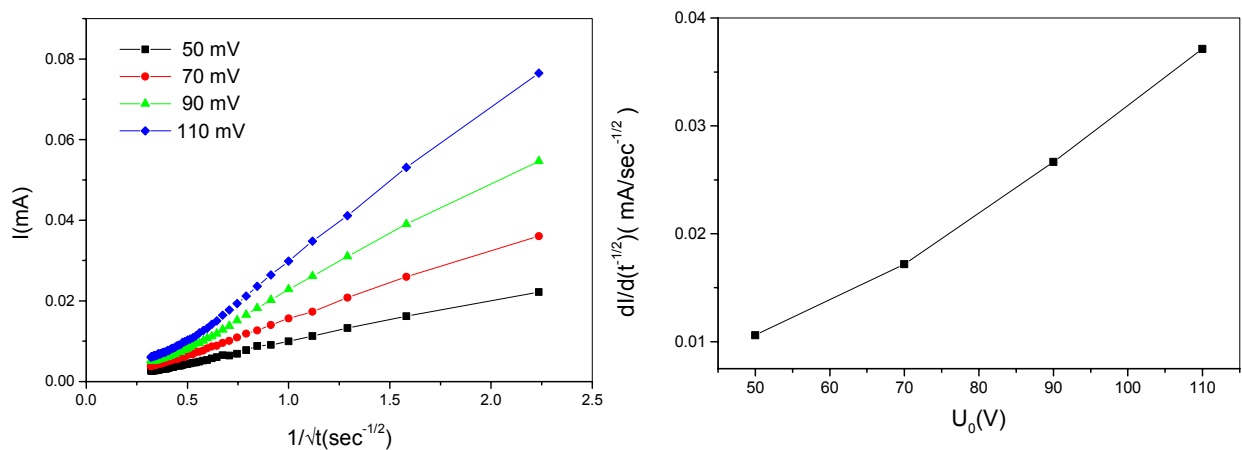 50 mV
70 mV
90 mV
110 mV
I(mA)
0.08
0.06
0.04
0.02
0.00
0.0 0.5 1.0 1.5 2.0 2.5
1/√t(sec⁻¹/²)
dI/d(t⁻¹/²)( mA/sec⁻¹/² )
0.04
0.03
0.02
0.01
50 60 70 80 90 100 110
U₀(V)